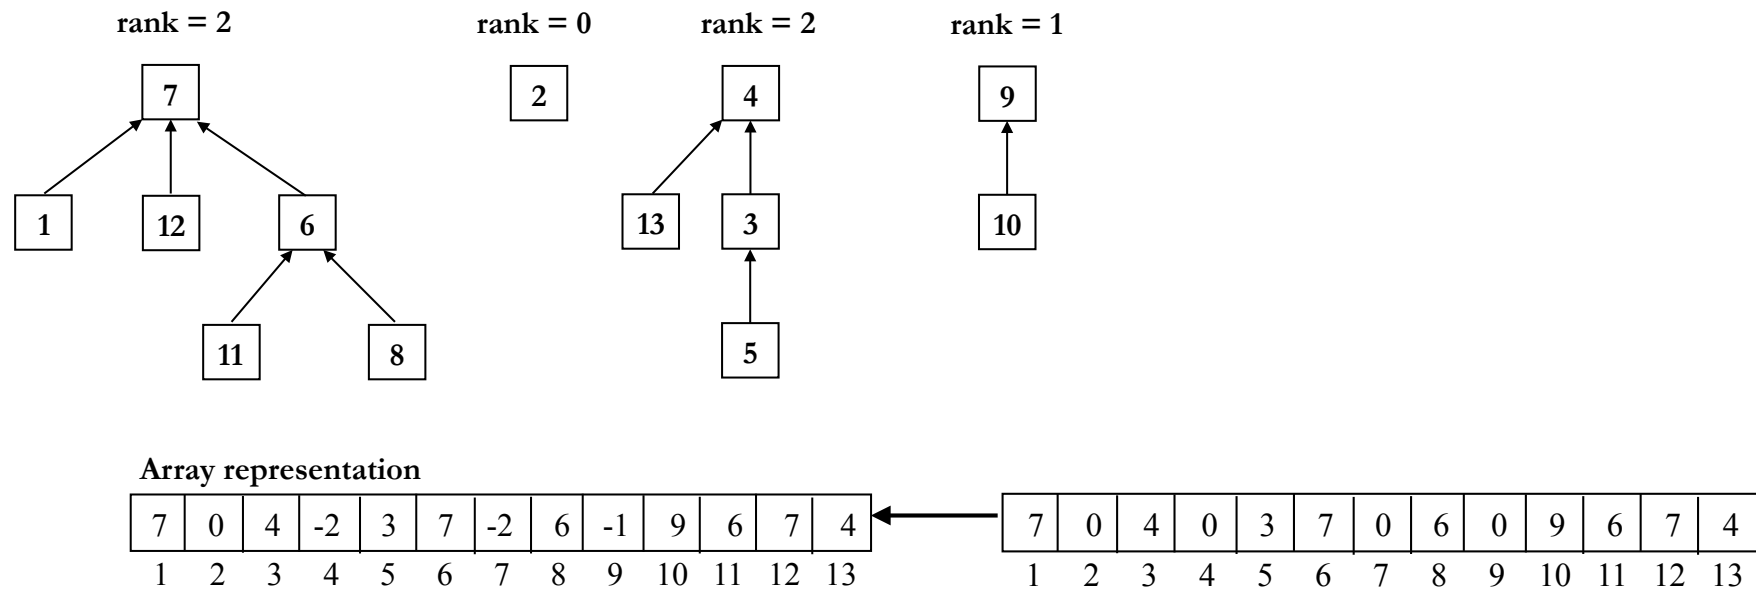 rank = 2 rank = 0 rank = 2 rank = 1
7 2 4 9
1 12 6 13 3 10
11 8 5
Array representation
7 0 4 -2 3 7 -2 6 -1 9 6 7 4 7 0 4 0 3 7 0 6 0 9 6 7 4
1 2 3 4 5 6 7 8 9 10 11 12 13 1 2 3 4 5 6 7 8 9 10 11 12 13